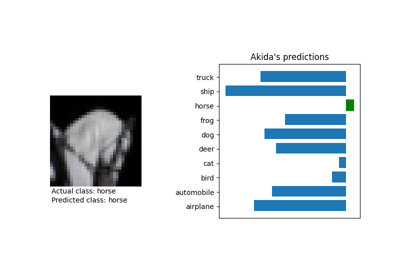 Akida's predictions
truck
ship
horse
frog
dog
deer
cat
bird
automobile
airplane
Actual class: horse
Predicted class: horse